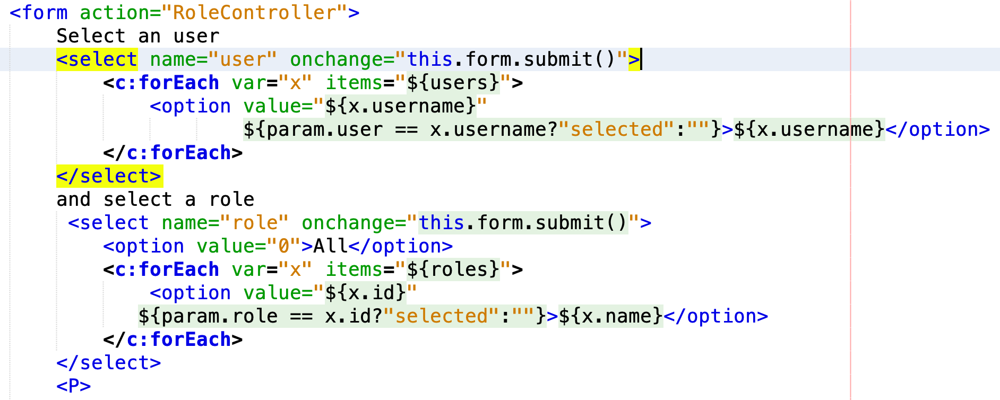 <form action="RoleController">
    Select an user
    <select name="user" onchange="this.form.submit()">
        <c:forEach var="x" items="${users}">
            <option value="${x.username}"
                    ${param.user == x.username?"selected":""}>${x.username}</option>
        </c:forEach>
    </select>
    and select a role
     <select name="role" onchange="this.form.submit()">
        <option value="0">All</option>
        <c:forEach var="x" items="${roles}">
            <option value="${x.id}"
           ${param.role == x.id?"selected":""}>${x.name}</option>
        </c:forEach>
    </select>
    <P>